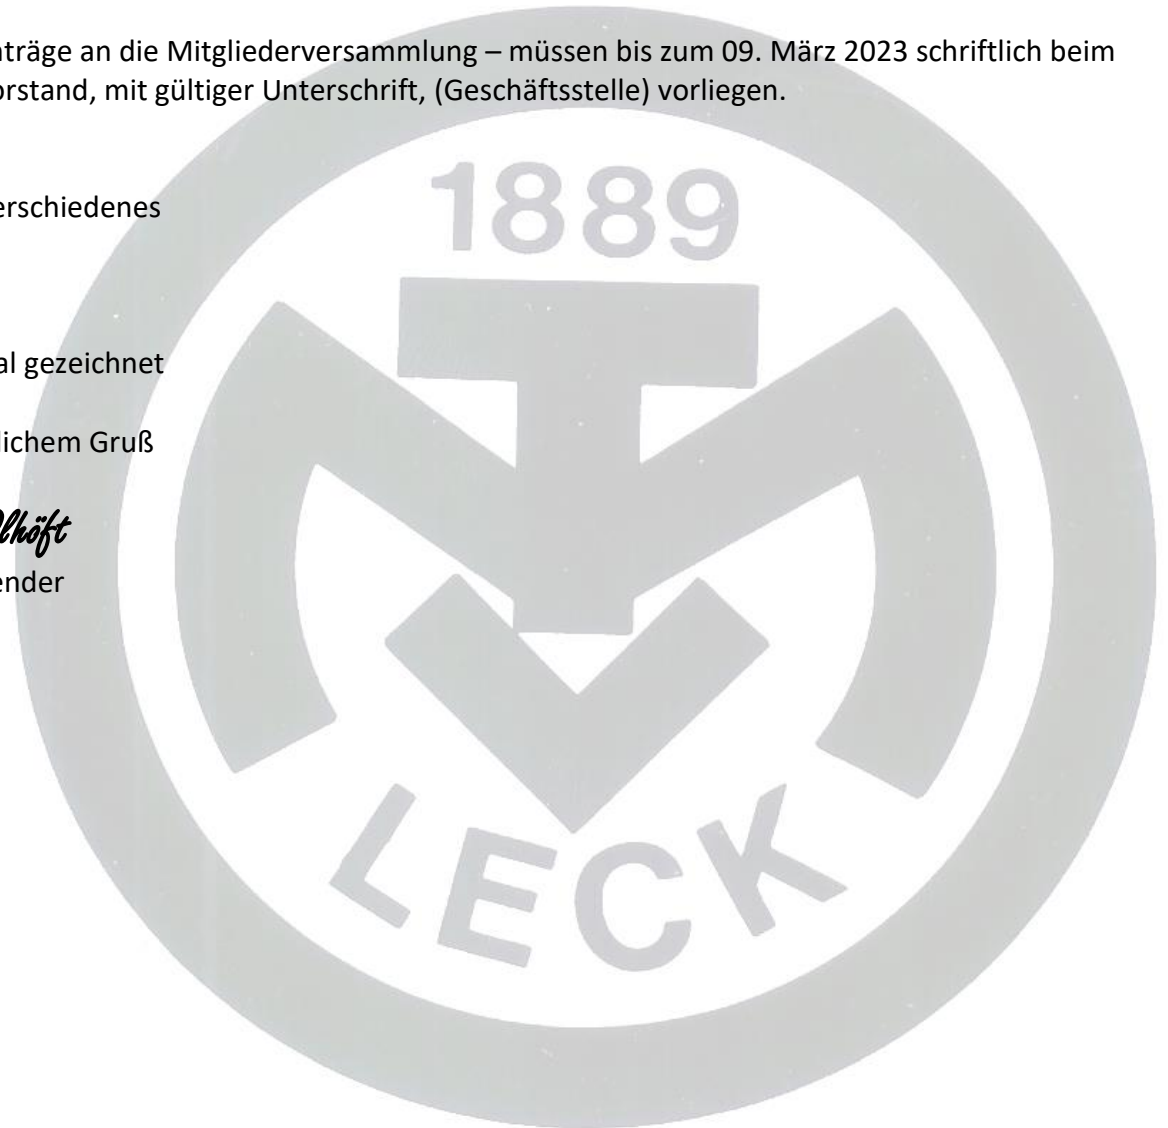 nträge an die Mitgliederversammlung – müssen bis zum 09. März 2023 schriftlich beim
orstand, mit gültiger Unterschrift, (Geschäftsstelle) vorliegen.
1889
erschiedenes
al gezeichnet
lichem Gruß
lhöft
ender
MTV
LECK